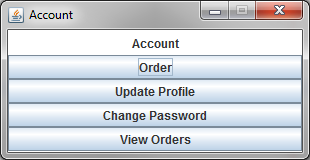 Account
Account
Order
Update Profile
Change Password
View Orders